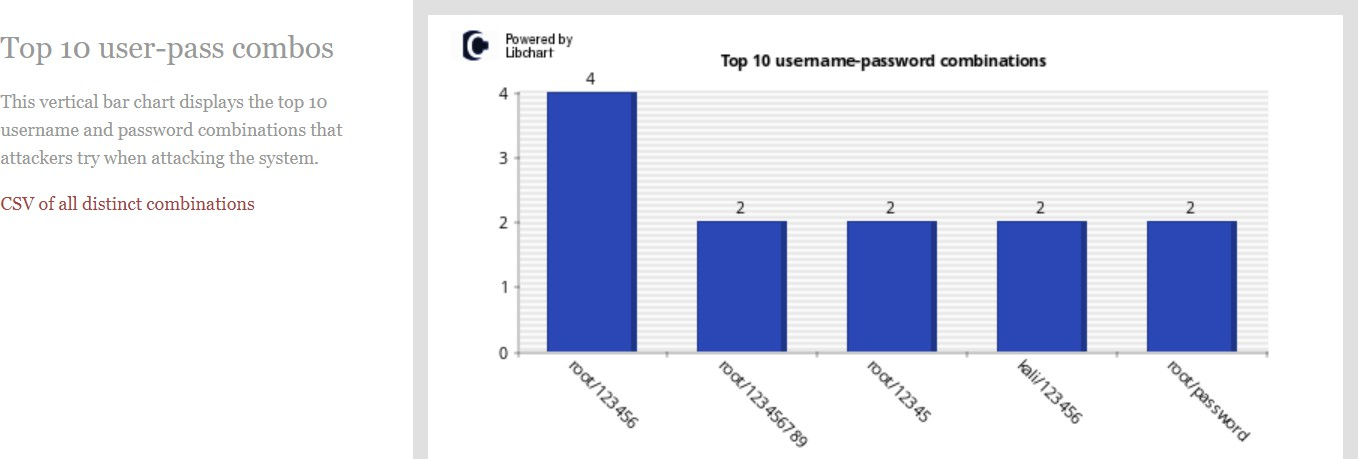 Top 10 user-pass combos
This vertical bar chart displays the top 10
username and password combinations that
attackers try when attacking the system.
CSV of all distinct combinations
Powered by
Libchart
Top 10 username-password combinations
4
4
3
2
1
0
2
2
2
2
root/123456
root/123456789
root/12345
kali/123456
root/password